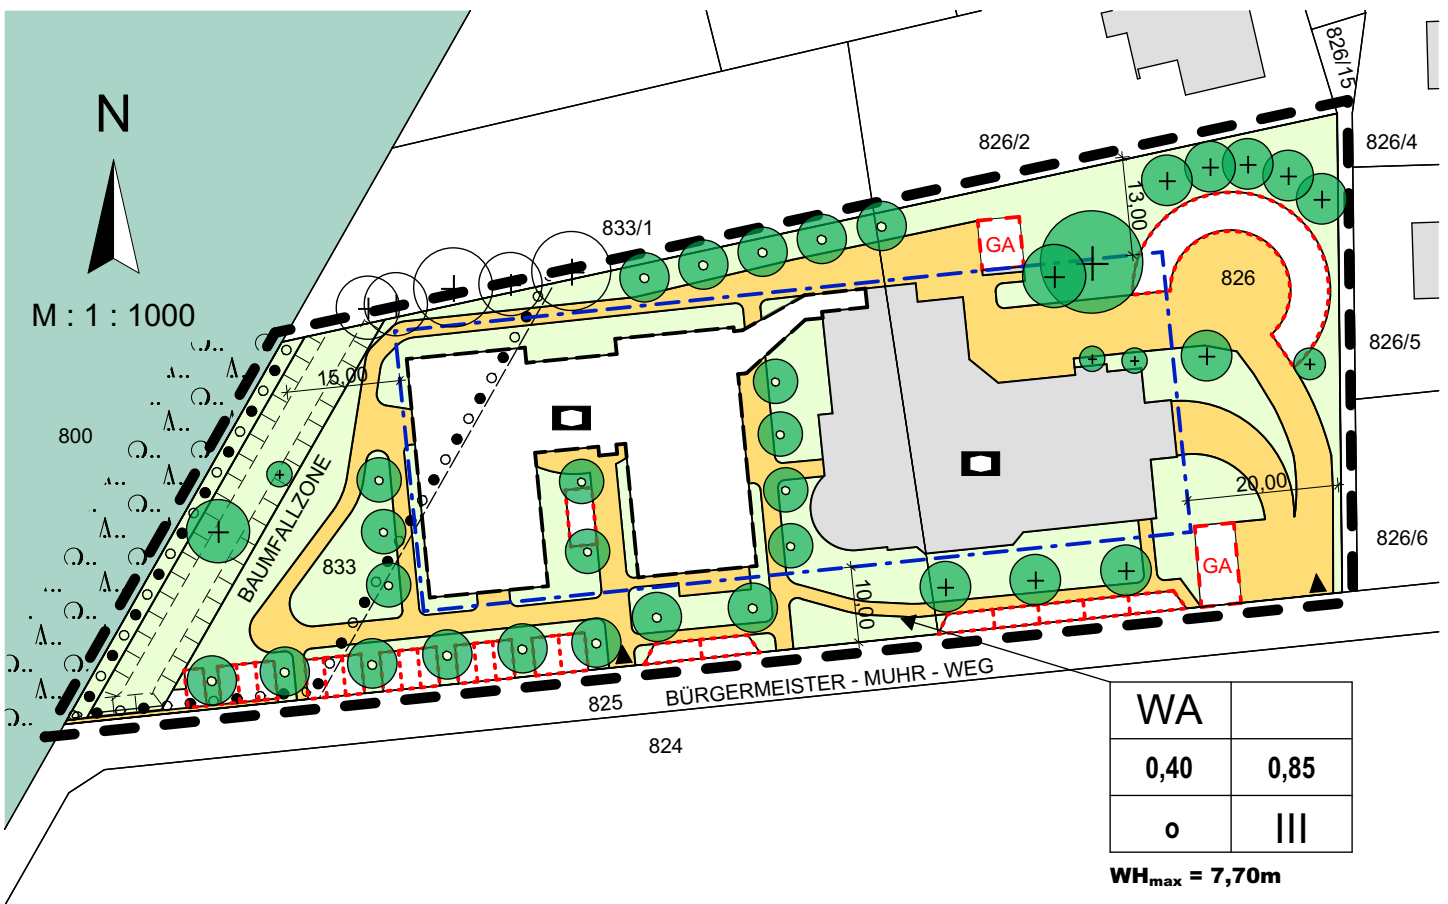 N
M : 1 : 1000
826/15
826/2
826/4
833/1
13,00
GA
826
826/5
15,00
800
BAUMFALLZONE
833
20,00
826/6
GA
10,00
825
BÜRGERMEISTER - MUHR - WEG
824
WA
0,40 0,85
o III
WHmax = 7,70m